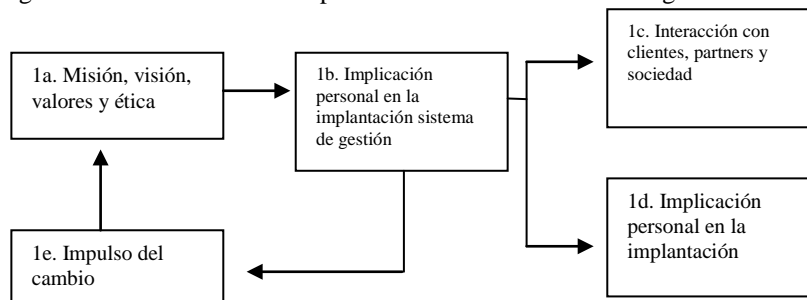 1a. Misión, visión,
valores y ética
1b. Implicación
personal en la
implantación sistema
de gestión
1c. Interacción con
clientes, partners y
sociedad
1d. Implicación
personal en la
implantación
1e. Impulso del
cambio